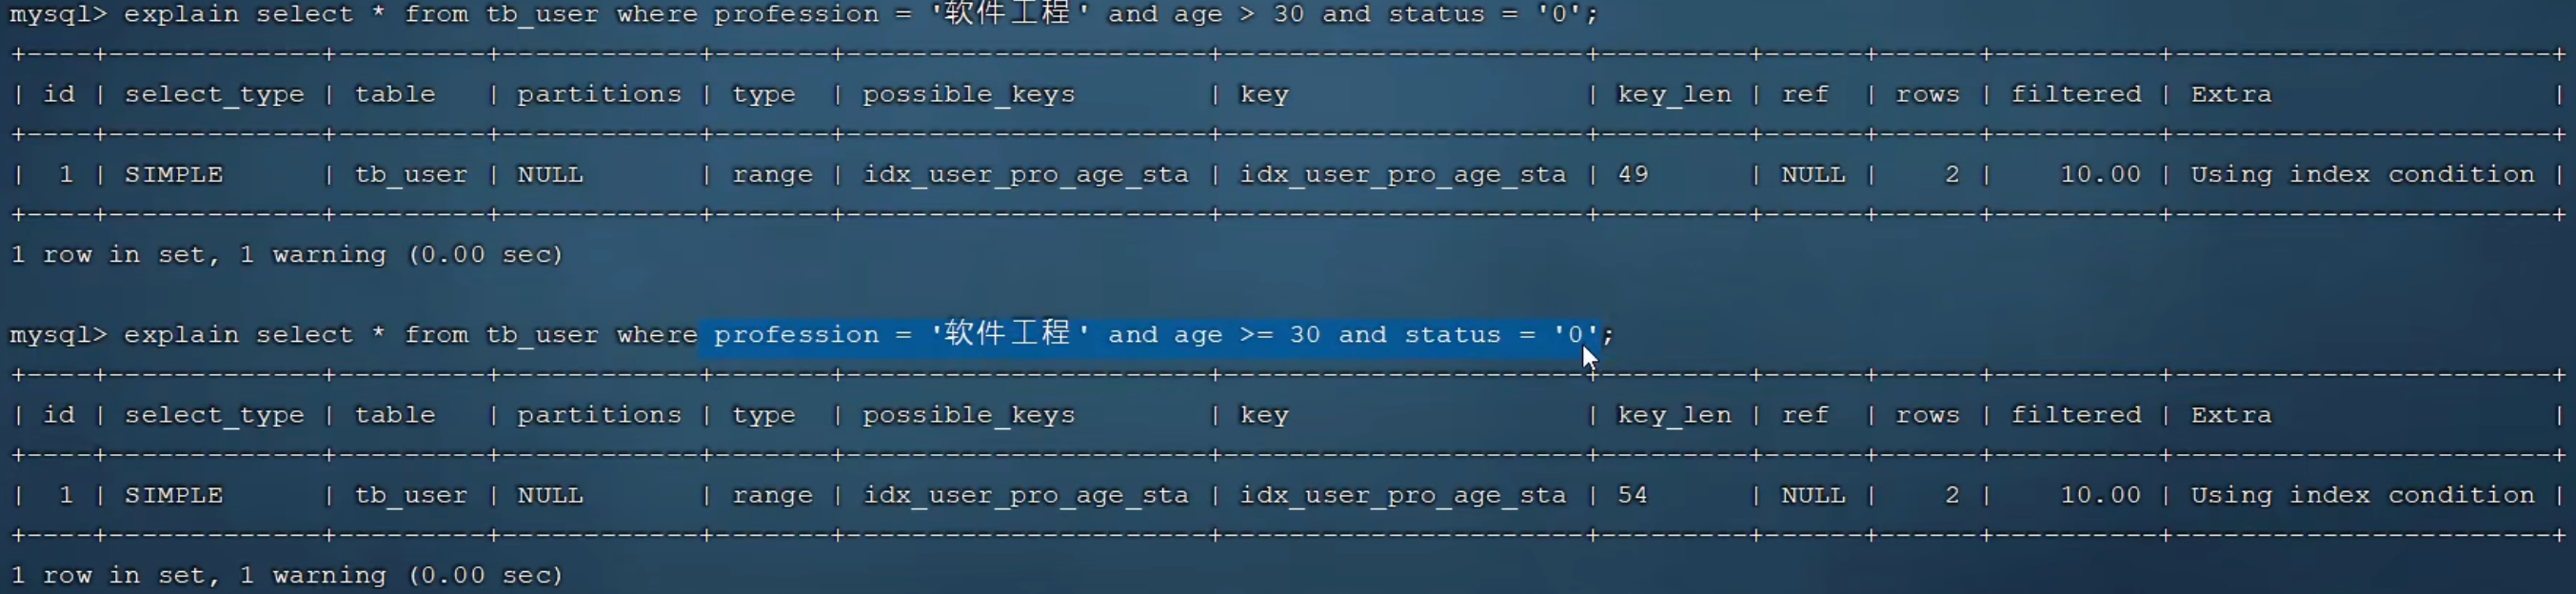 mysql> explain select * from tb_user where profession = '软件工程' and age > 30 and status = '0';
+----+-------------+---------+------------+-------+----------------------+----------------------+---------+------+------+----------+-----------------------+
| id | select_type | table   | partitions | type  | possible_keys        | key                  | key_len | ref  | rows | filtered | Extra                 |
+----+-------------+---------+------------+-------+----------------------+----------------------+---------+------+------+----------+-----------------------+
|  1 | SIMPLE      | tb_user | NULL       | range | idx_user_pro_age_sta | idx_user_pro_age_sta | 49      | NULL |    2 |    10.00 | Using index condition |
+----+-------------+---------+------------+-------+----------------------+----------------------+---------+------+------+----------+-----------------------+
1 row in set, 1 warning (0.00 sec)
mysql> explain select * from tb_user where profession = '软件工程' and age >= 30 and status = '0';
+----+-------------+---------+------------+-------+----------------------+----------------------+---------+------+------+----------+-----------------------+
| id | select_type | table   | partitions | type  | possible_keys        | key                  | key_len | ref  | rows | filtered | Extra                 |
+----+-------------+---------+------------+-------+----------------------+----------------------+---------+------+------+----------+-----------------------+
|  1 | SIMPLE      | tb_user | NULL       | range | idx_user_pro_age_sta | idx_user_pro_age_sta | 54      | NULL |    2 |    10.00 | Using index condition |
+----+-------------+---------+------------+-------+----------------------+----------------------+---------+------+------+----------+-----------------------+
1 row in set, 1 warning (0.00 sec)